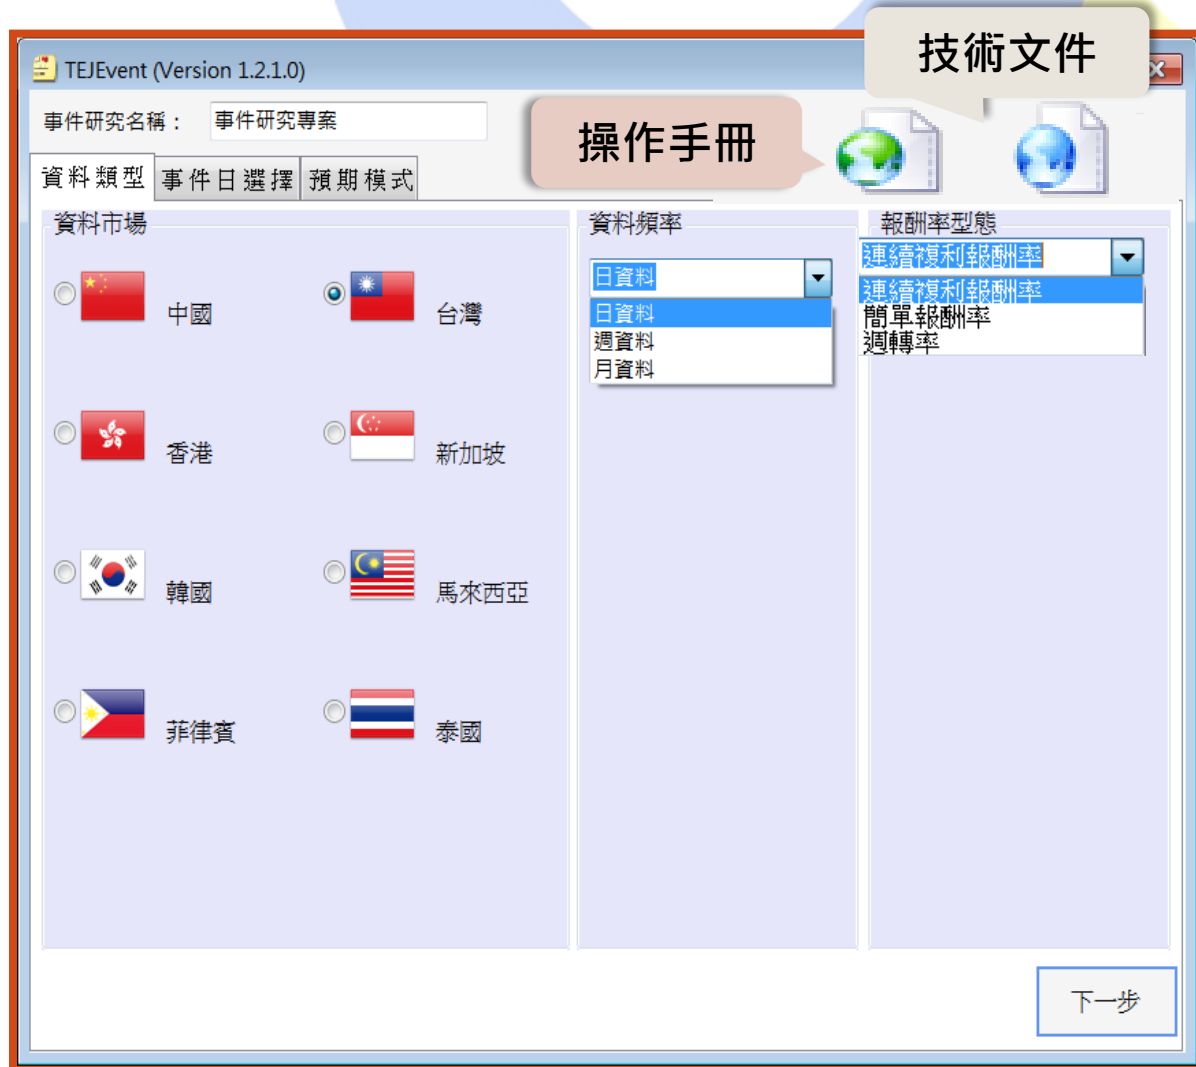 技術文件
TEJEvent (Version 1.2.1.0)
事件研究名稱： 事件研究專案
操作手冊
資料類型 事件日選擇 預期模式
資料市場
中國
台灣
香港
新加坡
韓國
馬來西亞
菲律賓
泰國
資料頻率
日資料
日資料
週資料
月資料
報酬率型態
連續複利報酬率
連續複利報酬率
簡單報酬率
週轉率
下一步